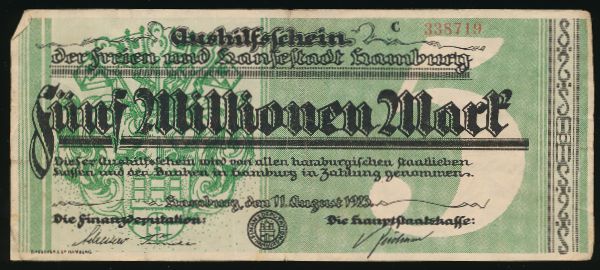 Aushilfsschein C 338719
der Freien und Hansestadt Hamburg
Fünf Millionen Mark
5
Dieser Aushilfsschein wird von allen hamburgischen staatlichen
Kassen und den Banken in Hamburg in Zahlung genommen.
Hamburg, den 11. August 1923.
Die Finanzdeputation: Die Hauptstaatskasse: